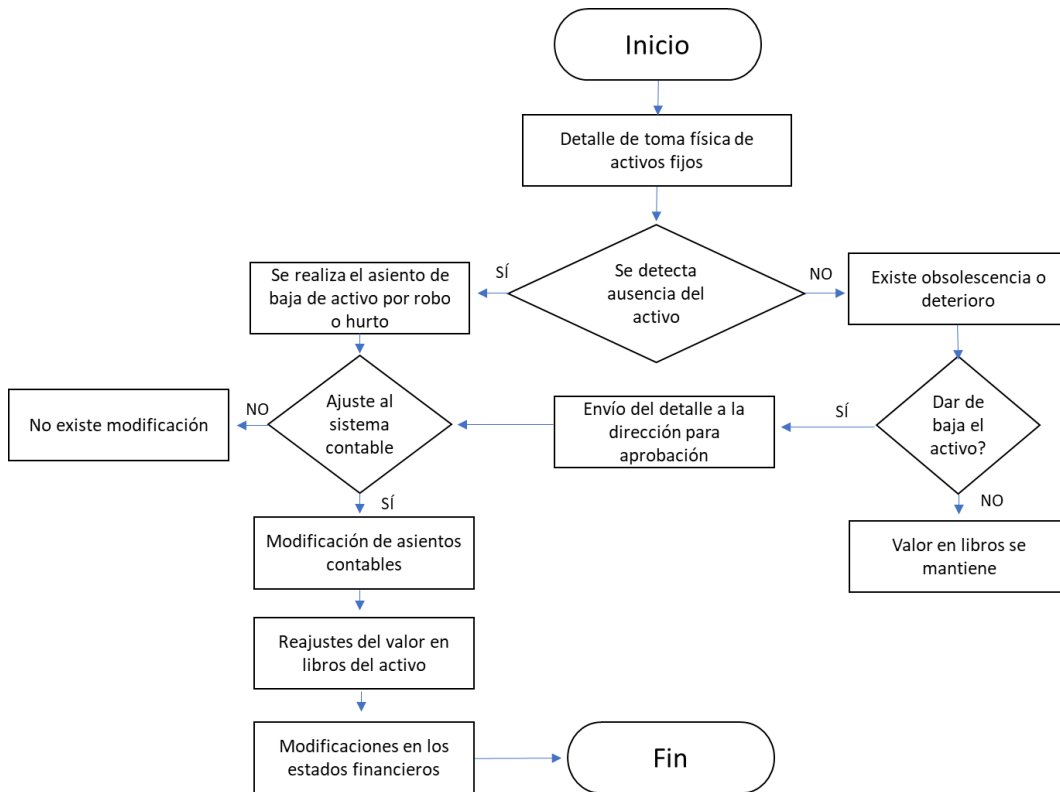 Inicio
Detalle de toma física de
activos fijos
Se detecta
ausencia del
activo
SÍ
NO
Se realiza el asiento de
baja de activo por robo
o hurto
Existe obsolescencia o
deterioro
No existe modificación
NO
Ajuste al
sistema
contable
Envío del detalle a la
dirección para
aprobación
SÍ
Dar de
baja el
activo?
SÍ
NO
Modificación de asientos
contables
Valor en libros se
mantiene
Reajustes del valor en
libros del activo
Modificaciones en los
estados financieros
Fin